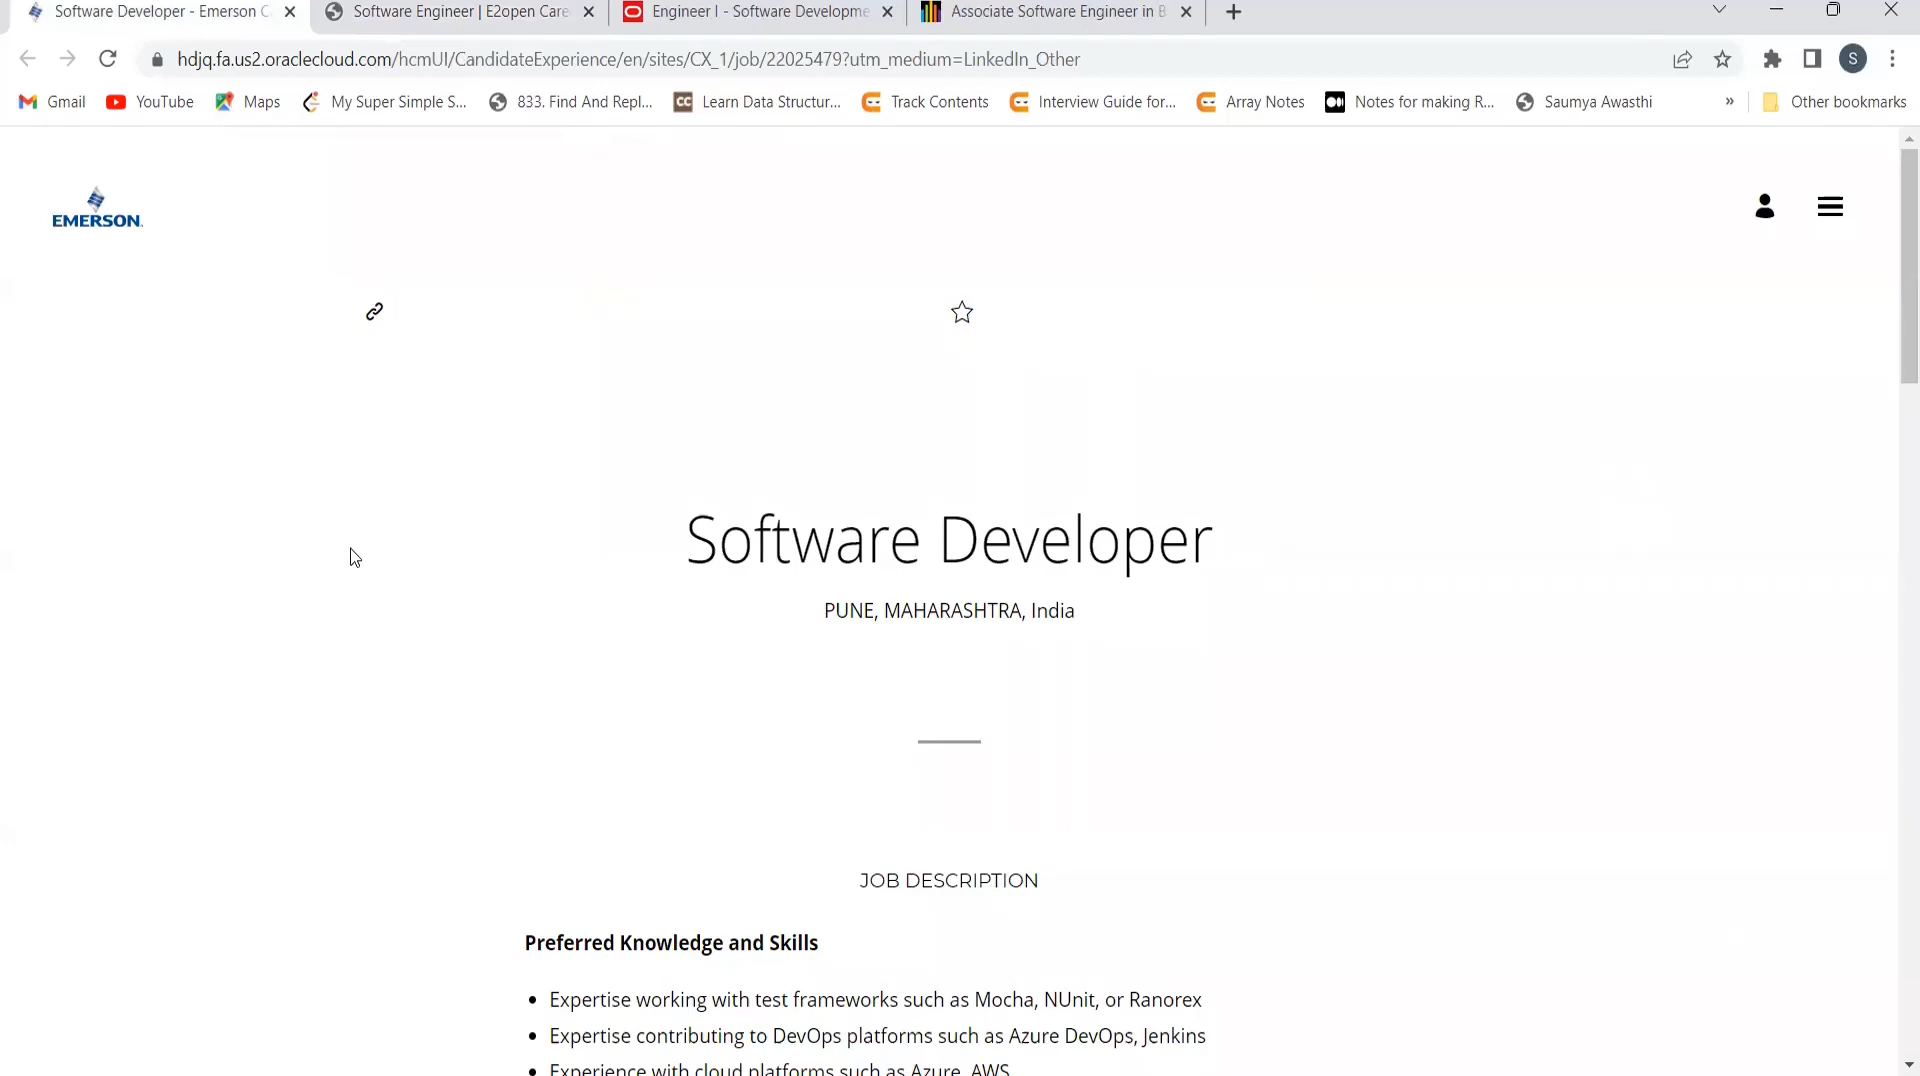 Software Developer - Emerson C
Software Engineer | E2open Care
Engineer I - Software Developme
Associate Software Engineer in B
hdjq.fa.us2.oraclecloud.com/hcmUI/CandidateExperience/en/sites/CX_1/job/22025479?utm_medium=LinkedIn_Other
S
Gmail
YouTube
Maps
My Super Simple S...
833. Find And Repl...
CC
Learn Data Structur...
Track Contents
Interview Guide for...
Array Notes
Notes for making R...
Saumya Awasthi
»
Other bookmarks
EMERSON.
Software Developer
PUNE, MAHARASHTRA, India
JOB DESCRIPTION
Preferred Knowledge and Skills
• Expertise working with test frameworks such as Mocha, NUnit, or Ranorex
• Expertise contributing to DevOps platforms such as Azure DevOps, Jenkins
• Experience with cloud platforms such as Azure, AWS